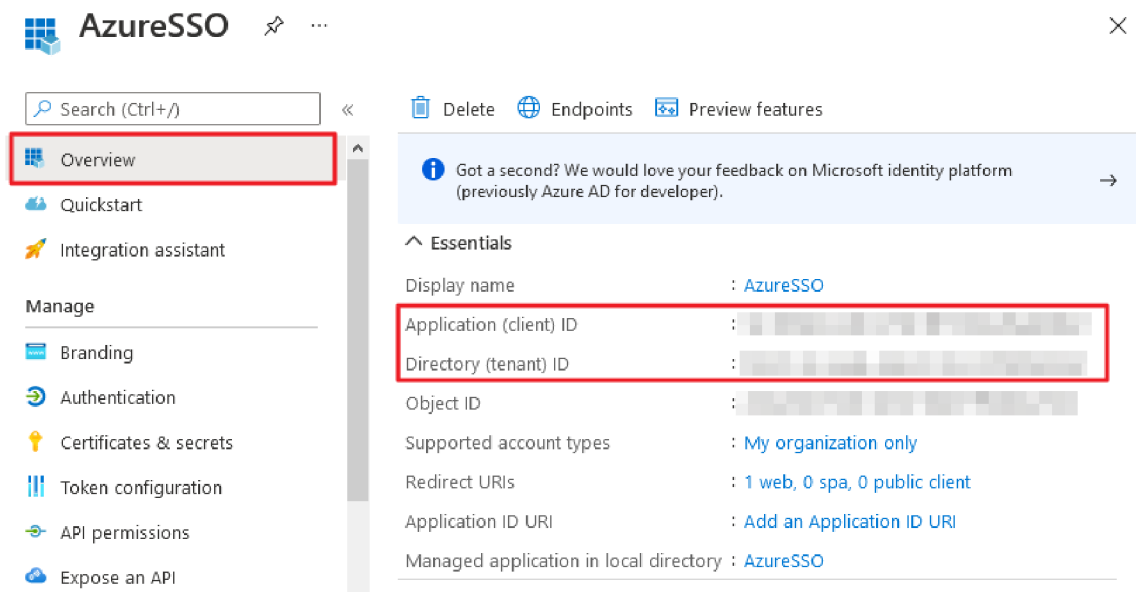 AzureSSO
Search (Ctrl+/)
Overview
Quickstart
Integration assistant
Manage
Branding
Authentication
Certificates & secrets
Token configuration
API permissions
Expose an API
Delete
Endpoints
Preview features
Got a second? We would love your feedback on Microsoft identity platform
(previously Azure AD for developer).
Essentials
Display name : AzureSSO
Application (client) ID :
Directory (tenant) ID :
Object ID :
Supported account types : My organization only
Redirect URIs : 1 web, 0 spa, 0 public client
Application ID URI : Add an Application ID URI
Managed application in local directory : AzureSSO